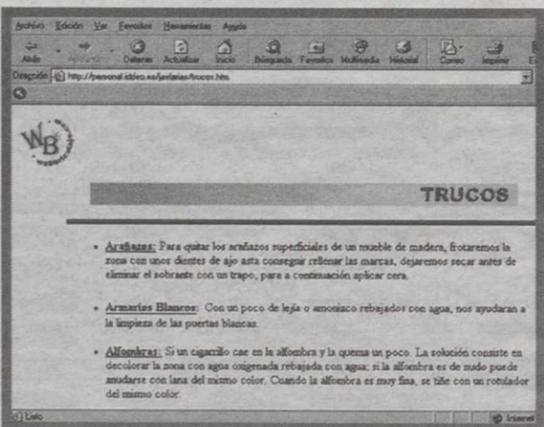 Archivo Edición Ver Favoritos Herramientas Ayuda
Atrás Detener Actualizar Inicio Búsqueda Favoritos Multimedia Historial Correo Imprimir
Dirección http://personal.iddeo.es/javiarias/trucos.htm
WB
TRUCOS
• Arañazos: Para quitar los arañazos superficiales de un mueble de madera, frotaremos la
zona con unos dientes de ajo asta conseguir rellenar las marcas, dejaremos secar antes de
eliminar el sobrante con un trapo, para a continuación aplicar cera.
• Armarios Blancos: Con un poco de lejía o amoniaco rebajados con agua, nos ayudaran a
la limpieza de las puertas blancas.
• Alfombras: Si un cigarrillo cae en la alfombra y la quema un poco. La solución consiste en
decolorar la zona con agua oxigenada rebajada con agua; si la alfombra es de nudo puede
anudarse con lana del mismo color. Cuando la alfombra es muy fina, se tiñe con un rotulador
del mismo color.
Listo Internet